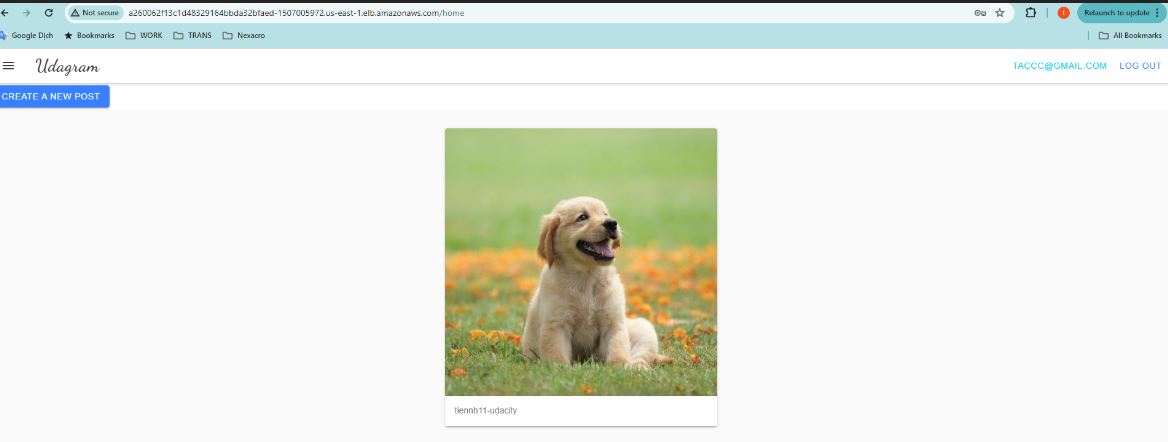 Not secure a260062f13c1d48329164bbda32bfaed-1507005972.us-east-1.elb.amazonaws.com/home Relaunch to update
Google Dịch Bookmarks WORK TRANS Nexacro All Bookmarks
Udagram TACCC@GMAIL.COM LOG OUT
CREATE A NEW POST
tiennh11-udacity